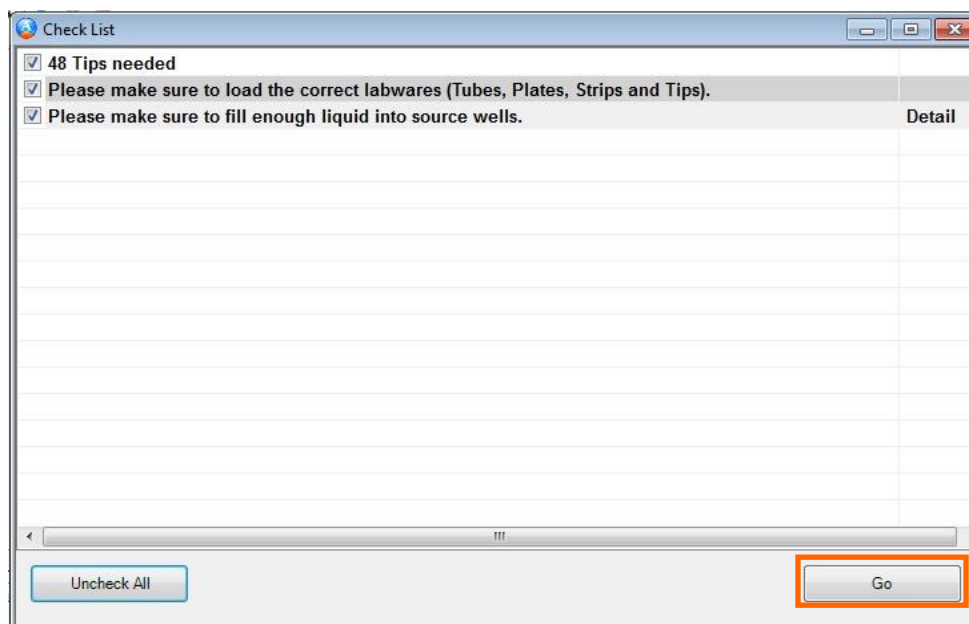 Check List
48 Tips needed
Please make sure to load the correct labwares (Tubes, Plates, Strips and Tips).
Please make sure to fill enough liquid into source wells. Detail
Uncheck All Go